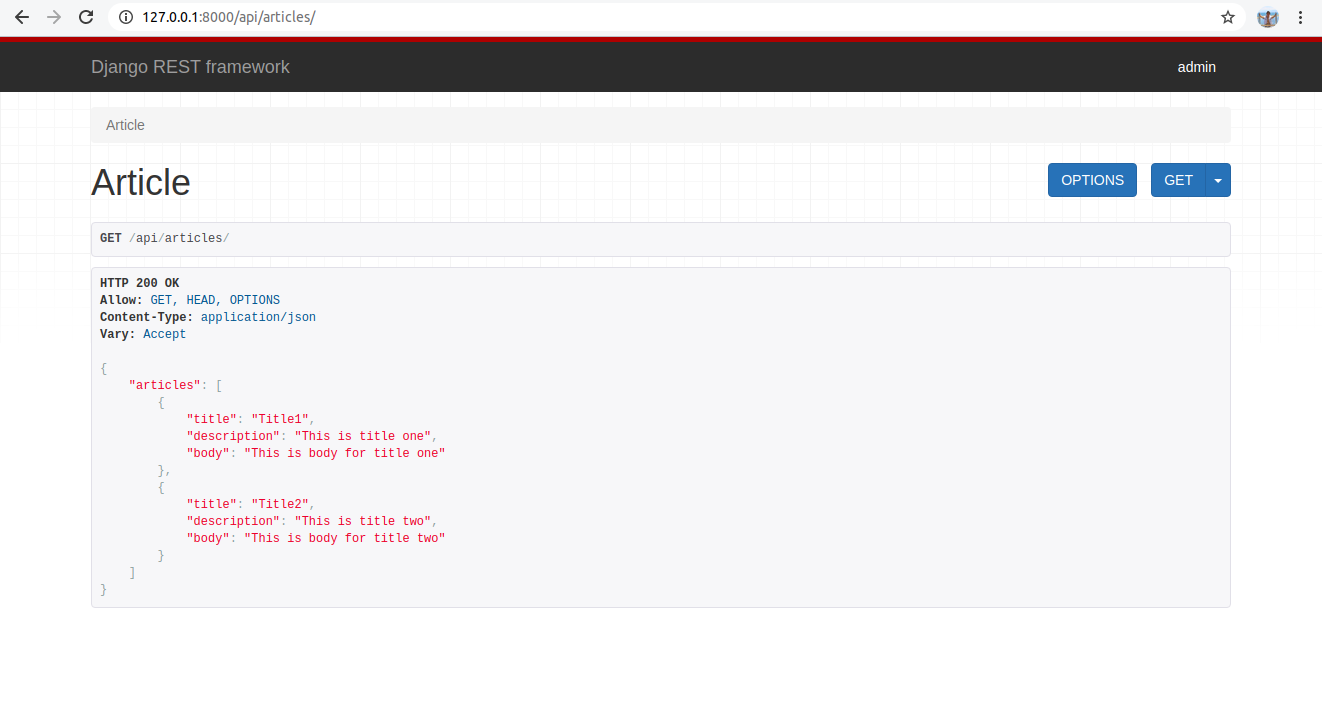 127.0.0.1:8000/api/articles/
Django REST framework
admin
Article
Article
OPTIONS
GET
GET /api/articles/
HTTP 200 OK
Allow: GET, HEAD, OPTIONS
Content-Type: application/json
Vary: Accept
{
    "articles": [
        {
            "title": "Title1",
            "description": "This is title one",
            "body": "This is body for title one"
        },
        {
            "title": "Title2",
            "description": "This is title two",
            "body": "This is body for title two"
        }
    ]
}